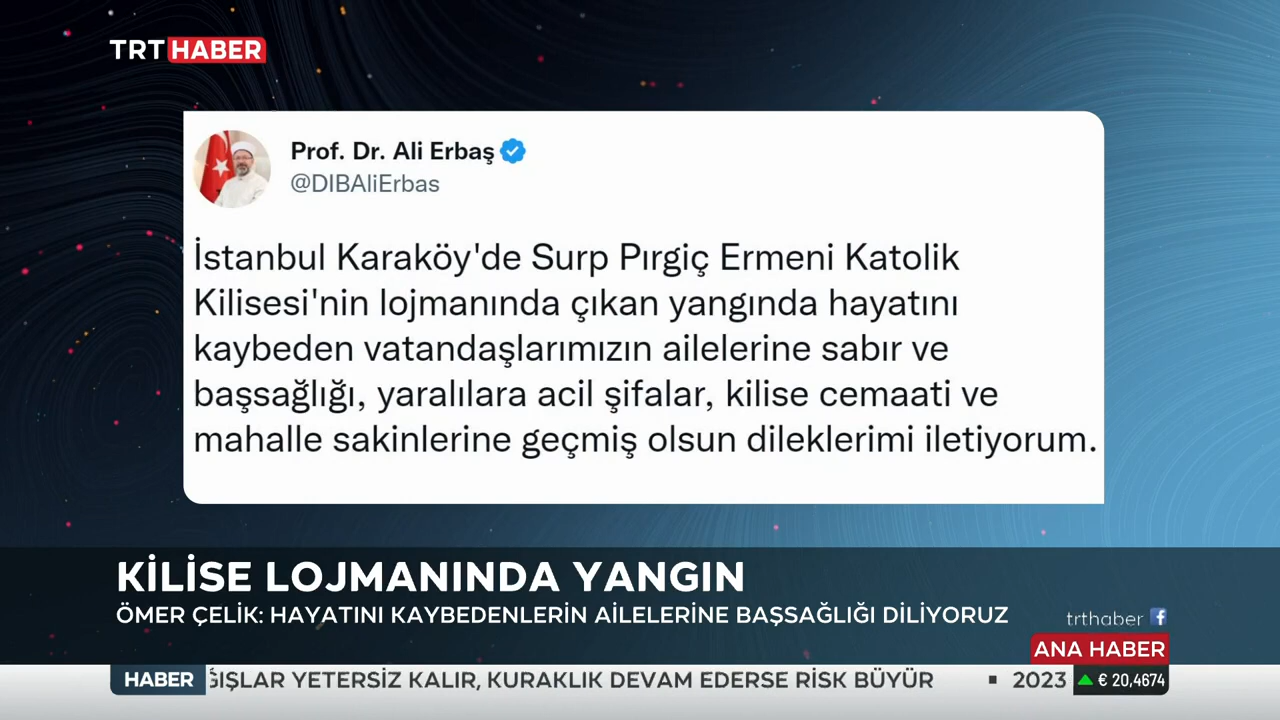 TRT HABER
Prof. Dr. Ali Erbaş
@DIBAliErbas
İstanbul Karaköy'de Surp Pırgiç Ermeni Katolik
Kilisesi'nin lojmanında çıkan yangında hayatını
kaybeden vatandaşlarımızın ailelerine sabır ve
başsağlığı, yaralılara acil şifalar, kilise cemaati ve
mahalle sakinlerine geçmiş olsun dileklerimi iletiyorum.
KİLİSE LOJMANINDA YANGIN
ÖMER ÇELİK: HAYATINI KAYBEDENLERİN AİLELERİNE BAŞSAĞLIĞI DİLİYORUZ
trthaber
ANA HABER
HABER ĞIŞLAR YETERSİZ KALIR, KURAKLIK DEVAM EDERSE RİSK BÜYÜR ▪ 2023 € 20,4674